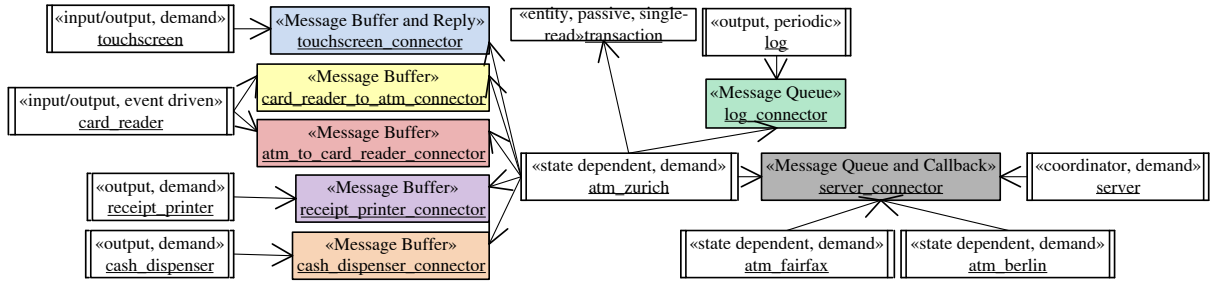 «input/output, demand»
touchscreen
«Message Buffer and Reply»
touchscreen_connector
«entity, passive, single-
read»transaction
«output, periodic»
log
«input/output, event driven»
card_reader
«Message Buffer»
card_reader_to_atm_connector
«Message Queue»
log_connector
«Message Buffer»
atm_to_card_reader_connector
«output, demand»
receipt_printer
«Message Buffer»
receipt_printer_connector
«state dependent, demand»
atm_zurich
«Message Queue and Callback»
server_connector
«coordinator, demand»
server
«output, demand»
cash_dispenser
«Message Buffer»
cash_dispenser_connector
«state dependent, demand»
atm_fairfax
«state dependent, demand»
atm_berlin